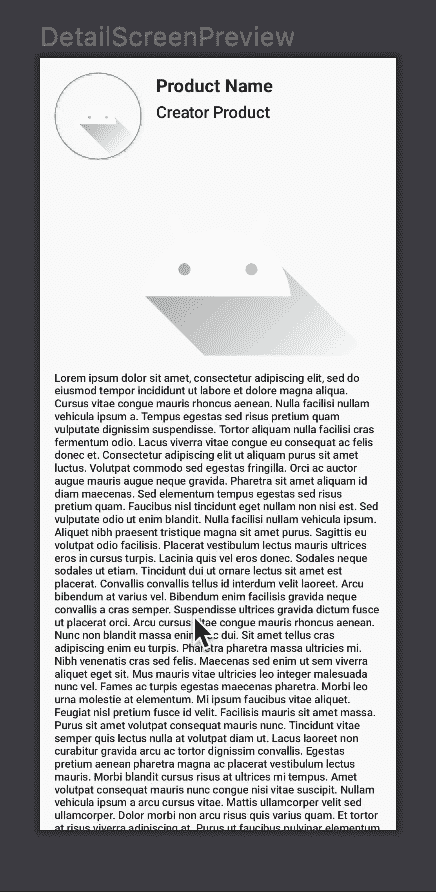 DetailScreenPreview
Product Name
Creator Product
Lorem ipsum dolor sit amet, consectetur adipiscing elit, sed do
eiusmod tempor incididunt ut labore et dolore magna aliqua.
Cursus vitae congue mauris rhoncus aenean. Nulla facilisi nullam
vehicula ipsum a. Tempus egestas sed risus pretium quam
vulputate dignissim suspendisse. Tortor aliquam nulla facilisi cras
fermentum odio. Lacus viverra vitae congue eu consequat ac felis
donec et. Consectetur adipiscing elit ut aliquam purus sit amet
luctus. Volutpat commodo sed egestas fringilla. Orci ac auctor
augue mauris augue neque gravida. Pharetra sit amet aliquam id
diam maecenas. Sed elementum tempus egestas sed risus
pretium quam. Faucibus nisl tincidunt eget nullam non nisi est. Sed
vulputate odio ut enim blandit. Nulla facilisi nullam vehicula ipsum.
Aliquet nibh praesent tristique magna sit amet purus. Sagittis eu
volutpat odio facilisis. Placerat vestibulum lectus mauris ultrices
eros in cursus turpis. Lacinia quis vel eros donec. Sodales neque
sodales ut etiam. Tincidunt dui ut ornare lectus sit amet est
placerat. Convallis convallis tellus id interdum velit laoreet. Arcu
bibendum at varius vel. Bibendum enim facilisis gravida neque
convallis a cras semper. Suspendisse ultrices gravida dictum fusce
ut placerat orci. Arcu cursus vitae congue mauris rhoncus aenean.
Nunc non blandit massa enim nec dui. Sit amet tellus cras
adipiscing enim eu turpis. Pharetra pharetra massa ultricies mi.
Nibh venenatis cras sed felis. Maecenas sed enim ut sem viverra
aliquet eget sit. Mus mauris vitae ultricies leo integer malesuada
nunc vel. Fames ac turpis egestas maecenas pharetra. Morbi leo
urna molestie at elementum. Mi ipsum faucibus vitae aliquet.
Feugiat nisl pretium fusce id velit. Facilisis mauris sit amet massa.
Purus sit amet volutpat consequat mauris nunc. Tincidunt vitae
semper quis lectus nulla at volutpat diam ut. Lacus laoreet non
curabitur gravida arcu ac tortor dignissim convallis. Egestas
pretium aenean pharetra magna ac placerat vestibulum lectus
mauris. Morbi blandit cursus risus at ultrices mi tempus. Amet
volutpat consequat mauris nunc congue nisi vitae suscipit. Nullam
vehicula ipsum a arcu cursus vitae. Mattis ullamcorper velit sed
ullamcorper. Dolor morbi non arcu risus quis varius quam. Et tortor
at risus viverra adipiscing at. Purus ut faucibus pulvinar elementum